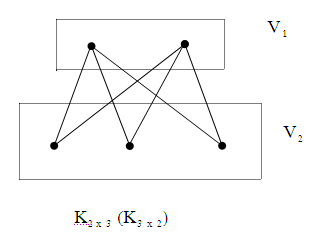 V₁
V₂
K₂ ₓ ₃ (K₃ ₓ ₂)